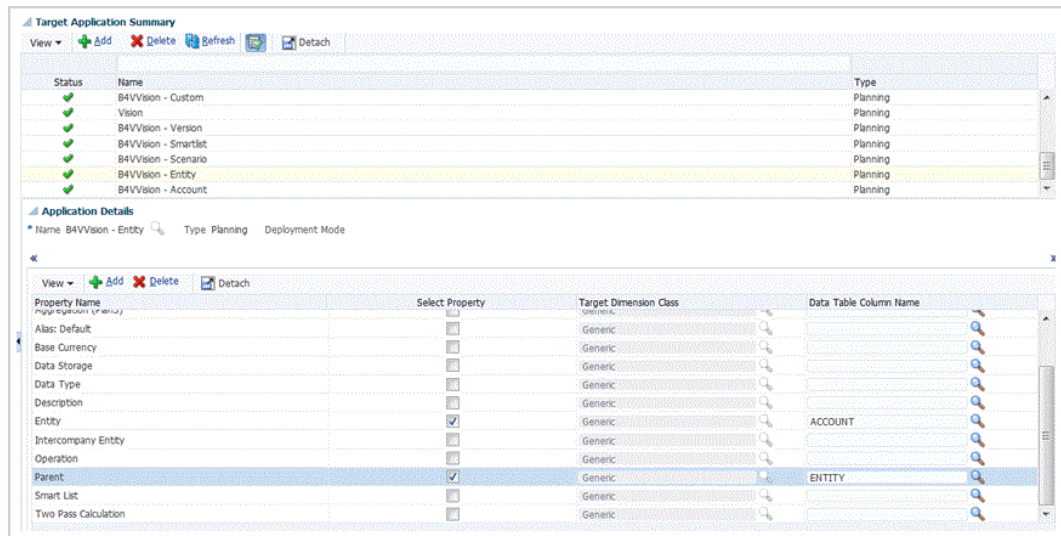 Target Application Summary
View Add Delete Refresh Detach
Status Name Type
B4VVision - Custom Planning
Vision Planning
B4VVision - Version Planning
B4VVision - Smartlist Planning
B4VVision - Scenario Planning
B4VVision - Entity Planning
B4VVision - Account Planning
Application Details
* Name B4VVision - Entity Type Planning Deployment Mode
«
View Add Delete Detach
Property Name Select Property Target Dimension Class Data Table Column Name
Aggregation (Plan3) Generic
Alias: Default Generic
Base Currency Generic
Data Storage Generic
Data Type Generic
Description Generic
Entity Generic ACCOUNT
Intercompany Entity Generic
Operation Generic
Parent Generic ENTITY
Smart List Generic
Two Pass Calculation Generic